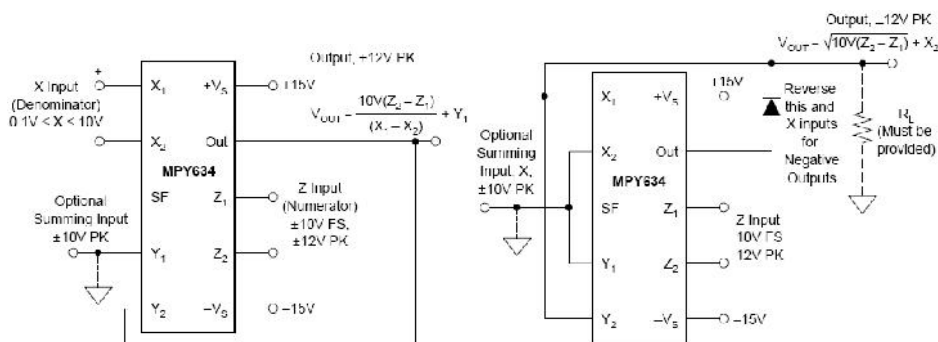 Output, ±12V PK
+
X Input
(Denominator)
0.1V < X < 10V
X1
+VS
+15V
VOUT = 10V(Z2 – Z1) / (X1 – X2) + Y1
X2
Out
MPY634
Optional
Summing Input
±10V PK
SF
Z1
Z Input
(Numerator)
±10V FS,
±12V PK
Y1
Z2
Y2
–VS
–15V
Output, ±12V PK
VOUT = √10V(Z2 – Z1) + X2
+15V
X1
+VS
Reverse
this and
X inputs
for
Negative
Outputs
RL
(Must be
provided)
Optional
Summing
Input, X,
±10V PK
X2
Out
MPY634
SF
Z1
Z Input
10V FS
12V PK
Y1
Z2
Y2
–VS
–15V